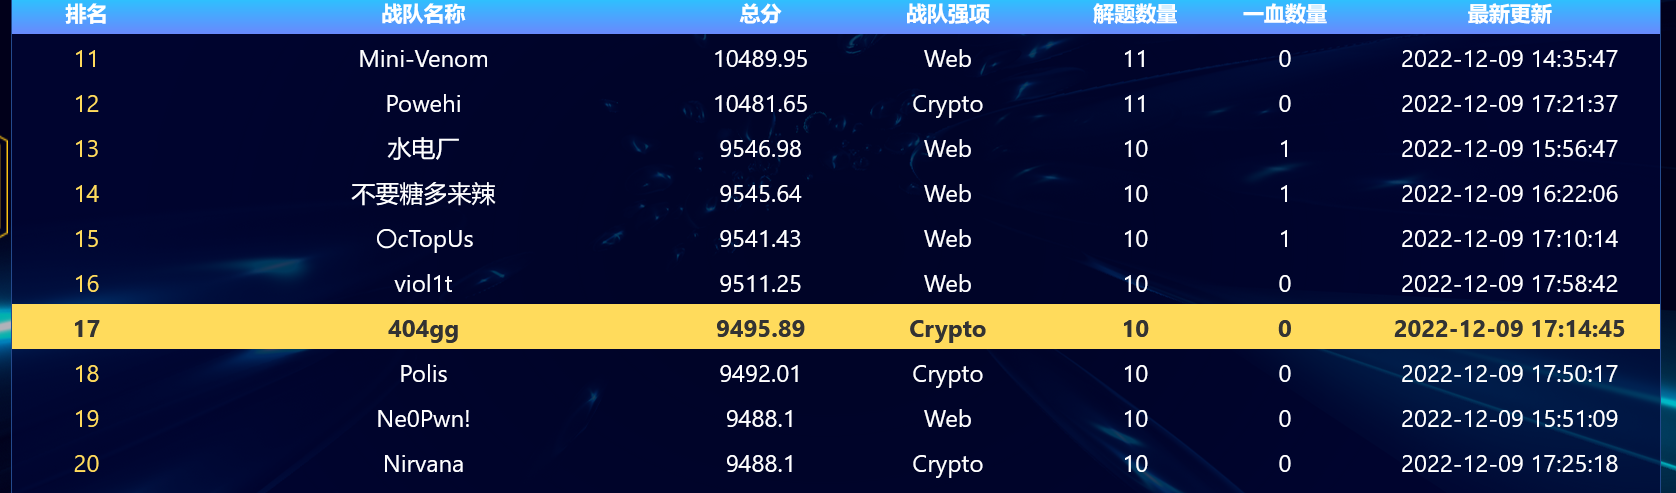 排名 战队名称 总分 战队强项 解题数量 一血数量 最新更新
11 Mini-Venom 10489.95 Web 11 0 2022-12-09 14:35:47
12 Powehi 10481.65 Crypto 11 0 2022-12-09 17:21:37
13 水电厂 9546.98 Web 10 1 2022-12-09 15:56:47
14 不要糖多来辣 9545.64 Web 10 1 2022-12-09 16:22:06
15 〇cTopUs 9541.43 Web 10 1 2022-12-09 17:10:14
16 viol1t 9511.25 Web 10 0 2022-12-09 17:58:42
17 404gg 9495.89 Crypto 10 0 2022-12-09 17:14:45
18 Polis 9492.01 Crypto 10 0 2022-12-09 17:50:17
19 Ne0Pwn! 9488.1 Web 10 0 2022-12-09 15:51:09
20 Nirvana 9488.1 Crypto 10 0 2022-12-09 17:25:18